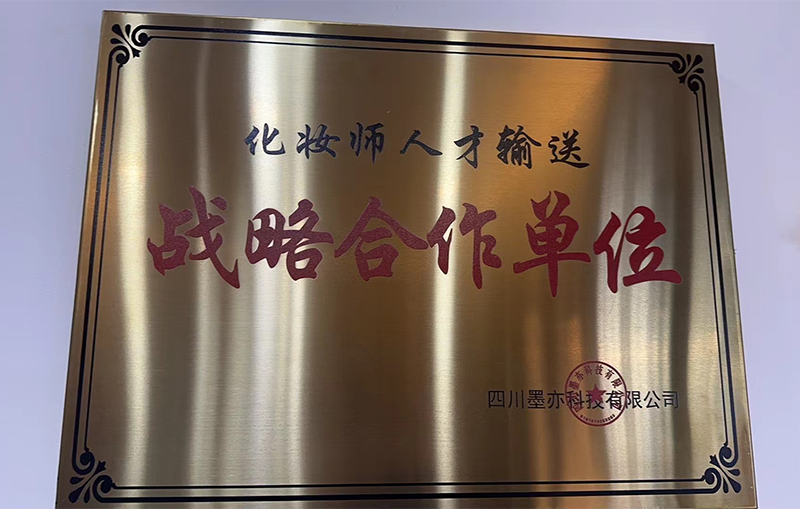 化妆师人才输送
战略合作单位
四川墨亦科技有限公司